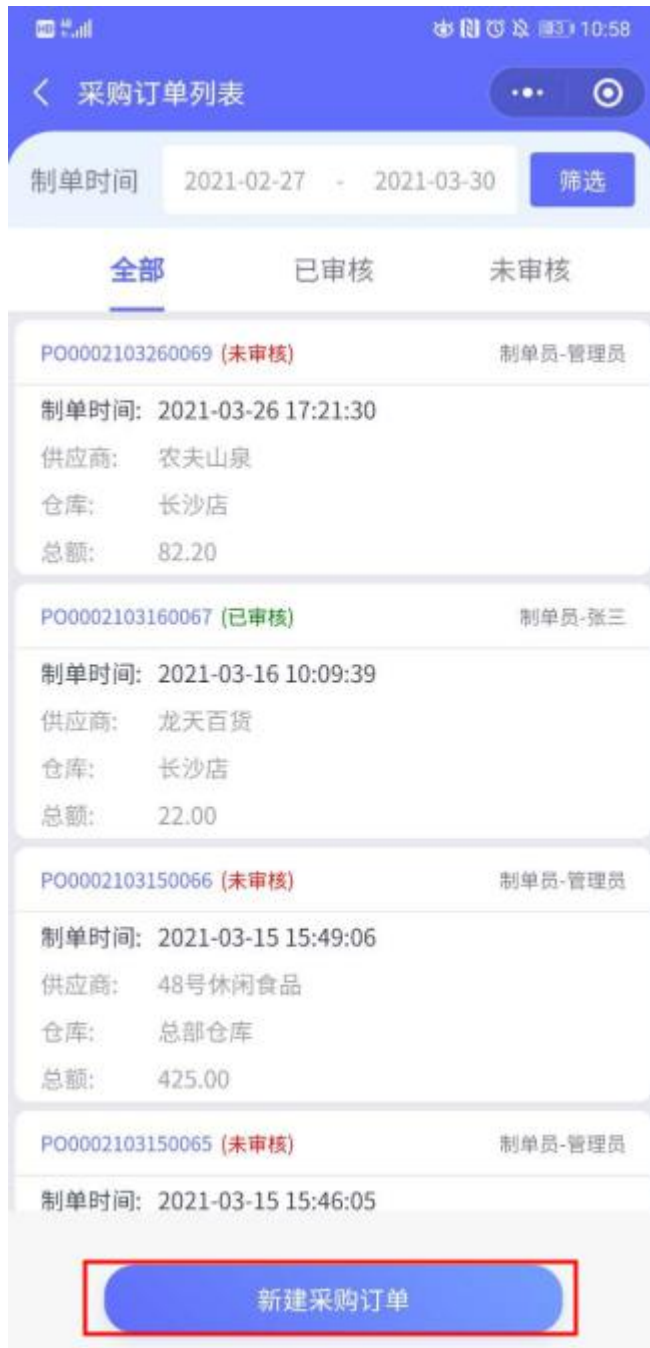 HD 46 10:58
采购订单列表
制单时间 2021-02-27 - 2021-03-30 筛选
全部 已审核 未审核
PO0002103260069 (未审核) 制单员-管理员
制单时间: 2021-03-26 17:21:30
供应商: 农夫山泉
仓库: 长沙店
总额: 82.20
PO0002103160067 (已审核) 制单员-张三
制单时间: 2021-03-16 10:09:39
供应商: 龙天百货
仓库: 长沙店
总额: 22.00
PO0002103150066 (未审核) 制单员-管理员
制单时间: 2021-03-15 15:49:06
供应商: 48号休闲食品
仓库: 总部仓库
总额: 425.00
PO0002103150065 (未审核) 制单员-管理员
制单时间: 2021-03-15 15:46:05
新建采购订单